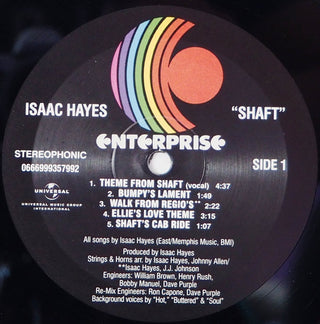 ISAAC HAYES
"SHAFT"
ENTERPRISE
STEREOPHONIC
0666999357992
SIDE 1
UNIVERSAL
UNIVERSAL MUSIC GROUP
INTERNATIONAL
1. THEME FROM SHAFT (vocal) 4:37
2. BUMPY'S LAMENT 1:49
3. WALK FROM REGIO'S** 2:22
4. ELLIE'S LOVE THEME 3:15
5. SHAFT'S CAB RIDE 1:07
All songs by Isaac Hayes (East/Memphis Music, BMI)
Produced by Isaac Hayes
Strings & Horns arr. by Isaac Hayes, Johnny Allen/
**Isaac Hayes, J.J. Johnson
Engineers: William Brown, Henry Rush,
Bobby Manuel, Dave Purple
Re-Mix Engineers: Ron Capone, Dave Purple
Background voices by "Hot," "Buttered" & "Soul"